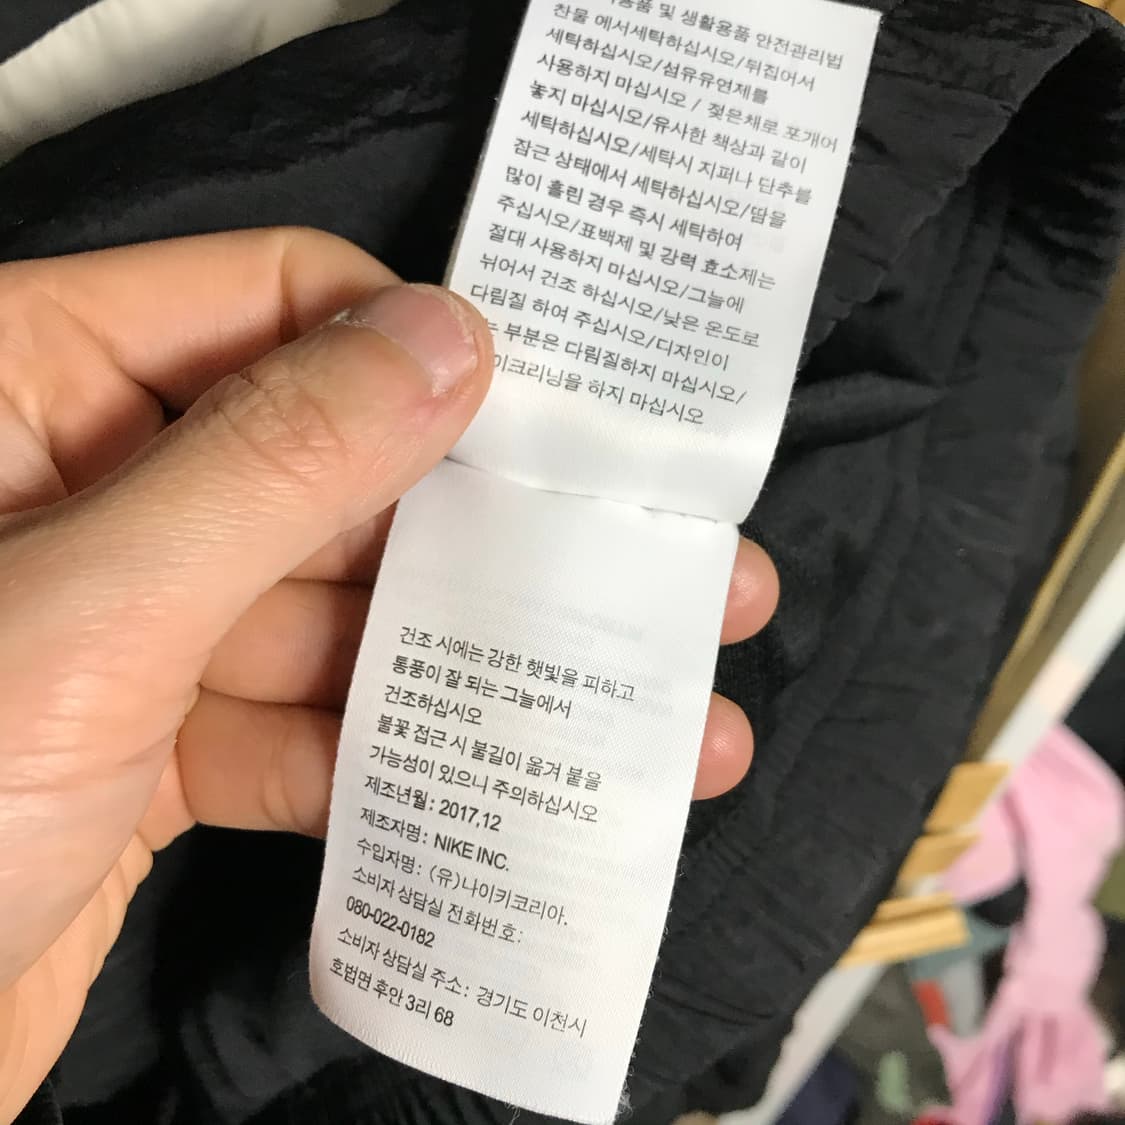 용품 및 생활용품 안전관리법
찬물 에서세탁하십시오/뒤집어서
세탁하십시오/섬유유연제를
사용하지 마십시오 / 젖은채로 포개어
놓지 마십시오/유사한 색상과 같이
세탁하십시오/세탁시 지퍼나 단추를
잠근 상태에서 세탁하십시오/땀을
많이 흘린 경우 즉시 세탁하여
주십시오/표백제 및 강력 효소제는
절대 사용하지 마십시오/그늘에
뉘어서 건조 하십시오/낮은 온도로
다림질 하여 주십시오/디자인이
부분은 다림질하지 마십시오/
이크리닝을 하지 마십시오
건조 시에는 강한 햇빛을 피하고
통풍이 잘 되는 그늘에서
건조하십시오
불꽃 접근 시 불길이 옮겨 붙을
가능성이 있으니 주의하십시오
제조년월: 2017.12
제조자명: NIKE INC.
수입자명: (유)나이키코리아.
소비자 상담실 전화번호:
080-022-0182
소비자 상담실 주소: 경기도 이천시
호법면 후안 3리 68